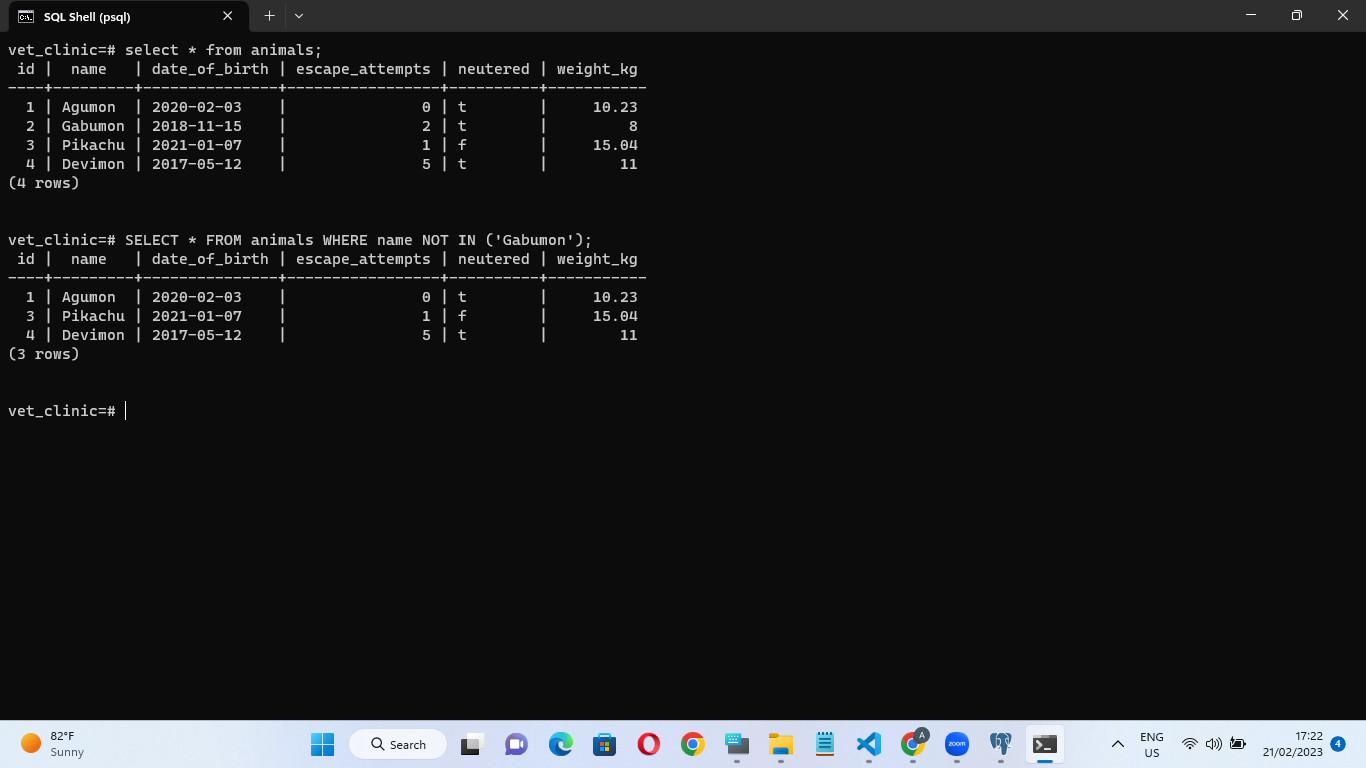 SQL Shell (psql)
vet_clinic=# select * from animals;
 id |  name   | date_of_birth | escape_attempts | neutered | weight_kg
----+---------+---------------+-----------------+----------+-----------
  1 | Agumon  | 2020-02-03    |               0 | t        |     10.23
  2 | Gabumon | 2018-11-15    |               2 | t        |         8
  3 | Pikachu | 2021-01-07    |               1 | f        |     15.04
  4 | Devimon | 2017-05-12    |               5 | t        |        11
(4 rows)
vet_clinic=# SELECT * FROM animals WHERE name NOT IN ('Gabumon');
 id |  name   | date_of_birth | escape_attempts | neutered | weight_kg
----+---------+---------------+-----------------+----------+-----------
  1 | Agumon  | 2020-02-03    |               0 | t        |     10.23
  3 | Pikachu | 2021-01-07    |               1 | f        |     15.04
  4 | Devimon | 2017-05-12    |               5 | t        |        11
(3 rows)
vet_clinic=#
82°F
Sunny
Search
A
zoom
ENG
US
17:22
21/02/2023
4